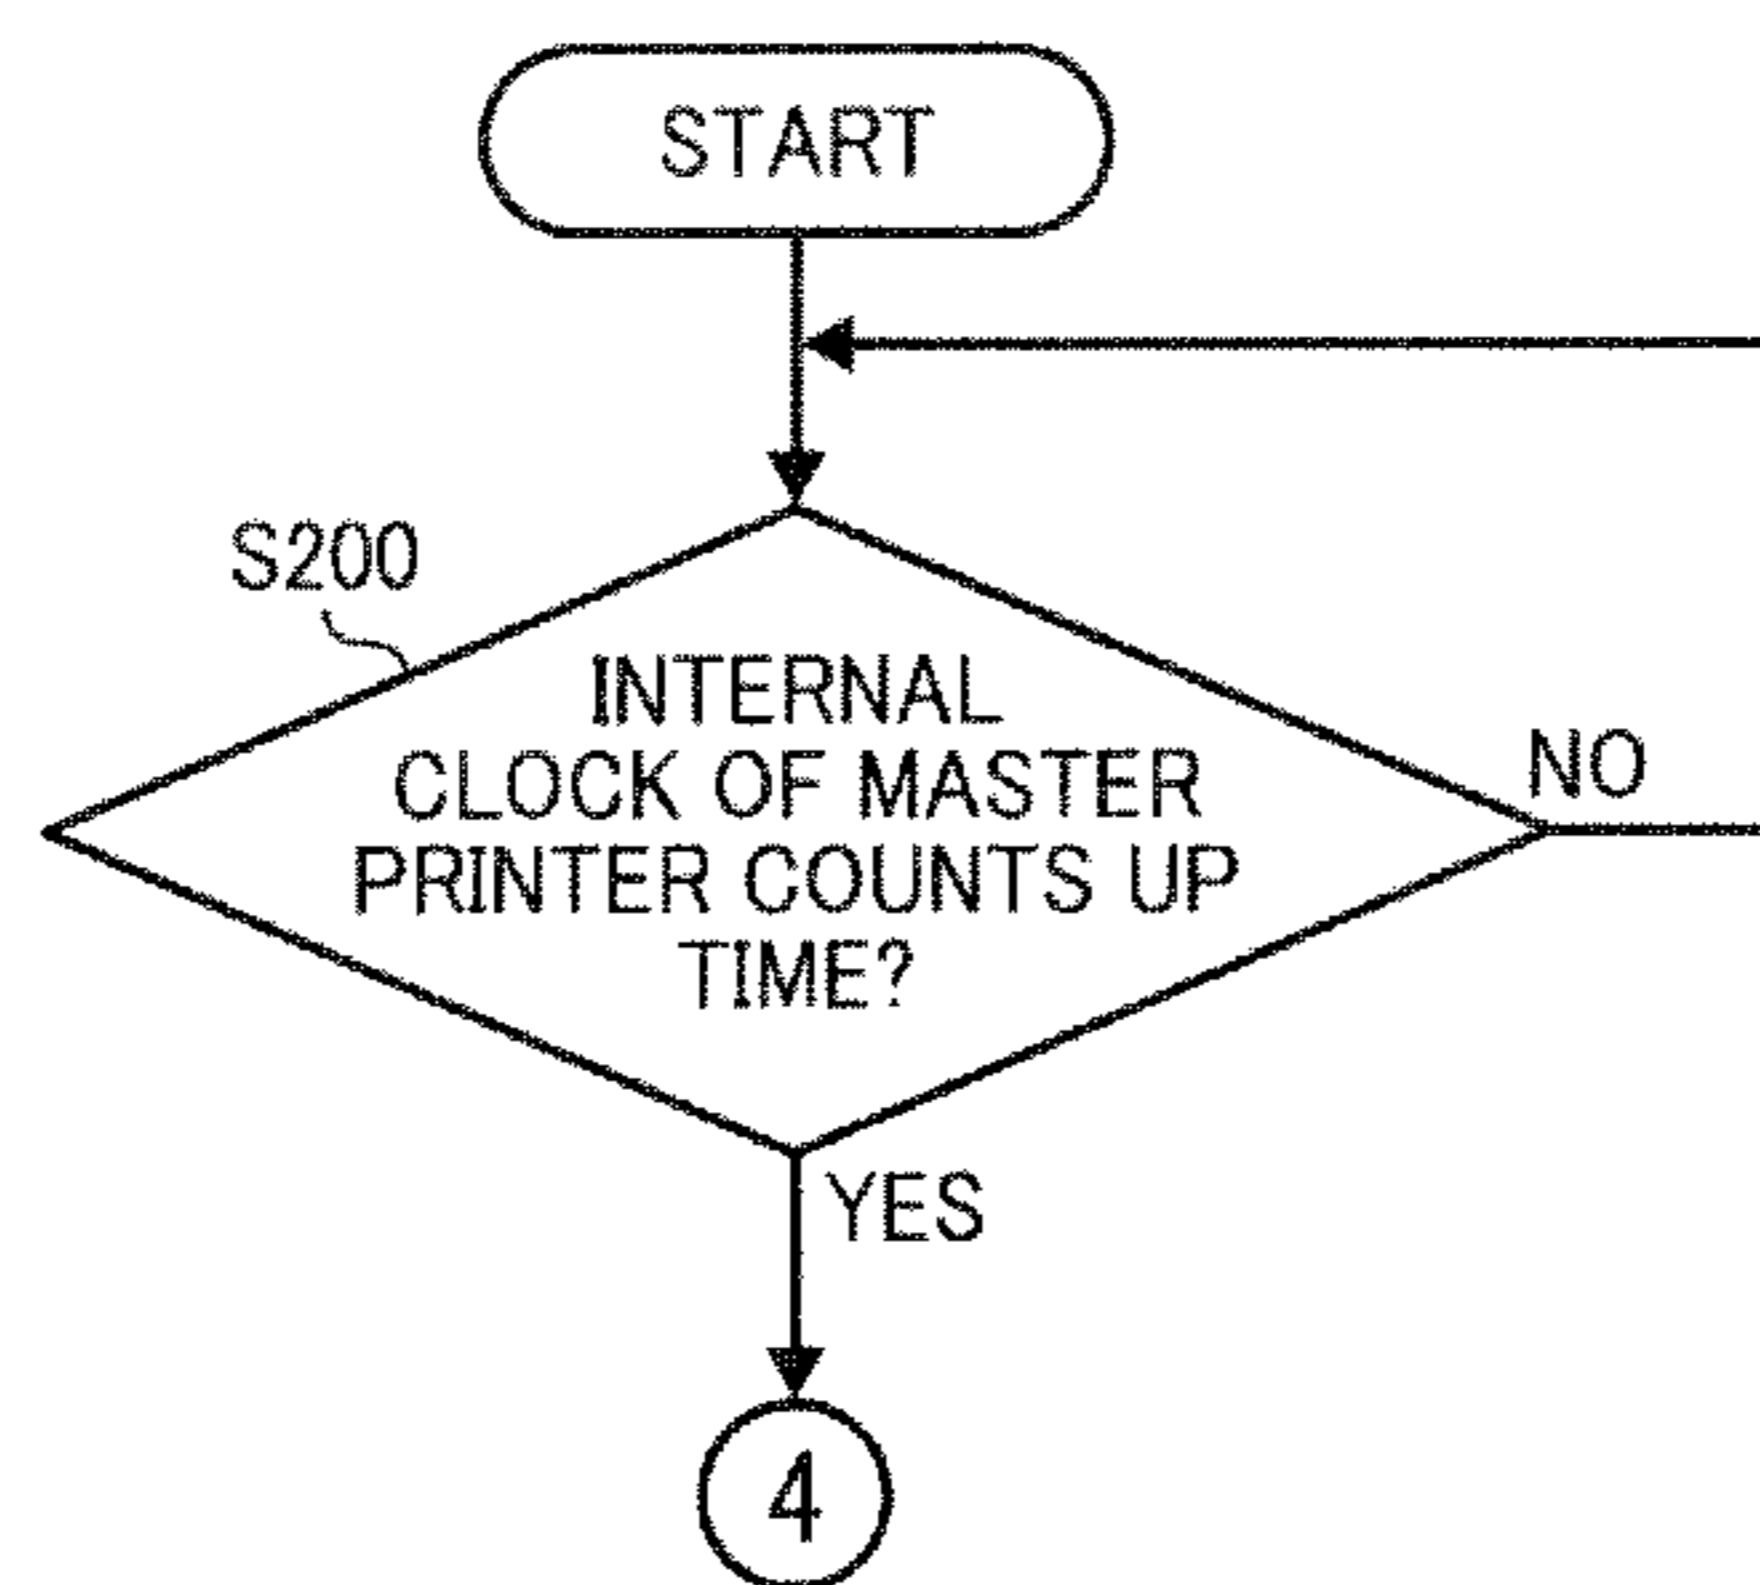 START
S200
INTERNAL
CLOCK OF MASTER
PRINTER COUNTS UP
TIME?
NO
YES
4